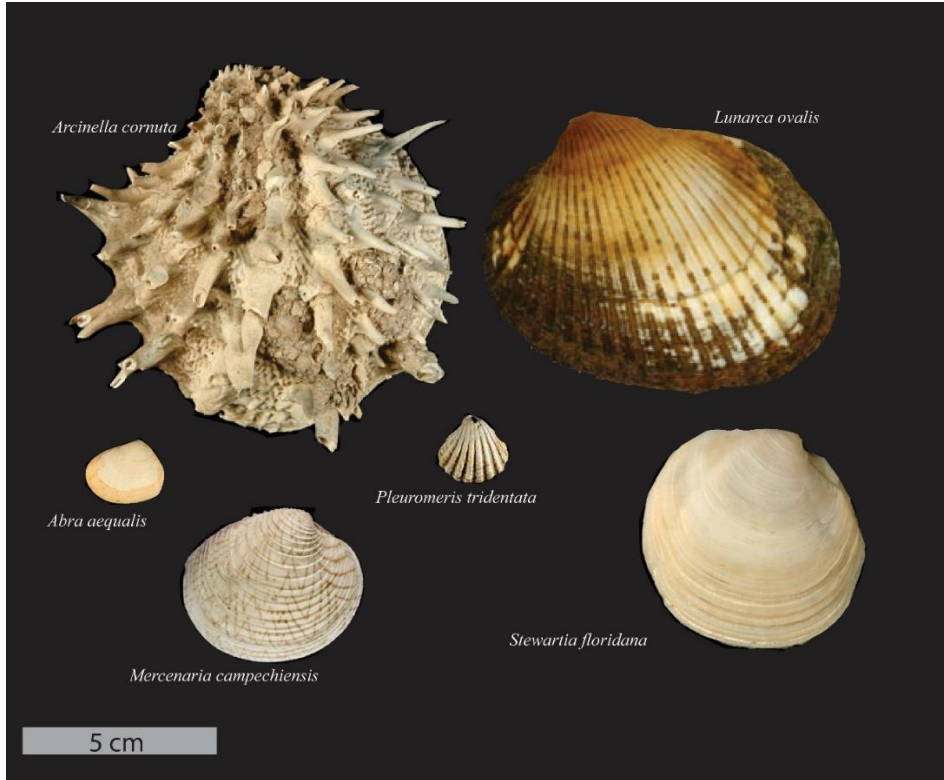 Arcinella cornuta
Lunarca ovalis
Abra aequalis
Pleuromeris tridentata
Mercenaria campechiensis
Stewartia floridana
5 cm